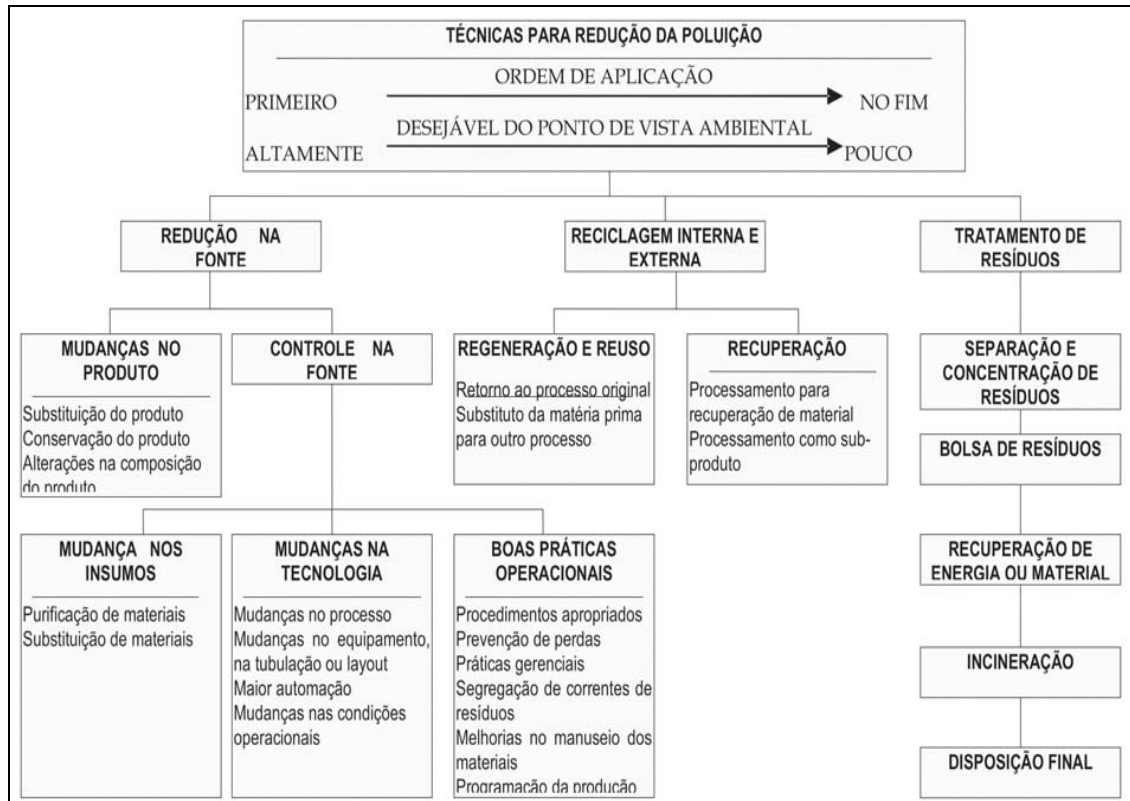 TÉCNICAS PARA REDUÇÃO DA POLUIÇÃO
ORDEM DE APLICAÇÃO
PRIMEIRO
NO FIM
DESEJÁVEL DO PONTO DE VISTA AMBIENTAL
ALTAMENTE
POUCO
REDUÇÃO NA
FONTE
RECICLAGEM INTERNA E
EXTERNA
TRATAMENTO DE
RESÍDUOS
MUDANÇAS NO
PRODUTO
Substituição do produto
Conservação do produto
Alterações na composição
do produto
CONTROLE NA
FONTE
REGENERAÇÃO E REUSO
Retorno ao processo original
Substituto da matéria prima
para outro processo
RECUPERAÇÃO
Processamento para
recuperação de material
Processamento como sub-
produto
SEPARAÇÃO E
CONCENTRAÇÃO DE
RESÍDUOS
BOLSA DE RESÍDUOS
MUDANÇA NOS
INSUMOS
Purificação de materiais
Substituição de materiais
MUDANÇAS NA
TECNOLOGIA
Mudanças no processo
Mudanças no equipamento,
na tubulação ou layout
Maior automação
Mudanças nas condições
operacionais
BOAS PRÁTICAS
OPERACIONAIS
Procedimentos apropriados
Prevenção de perdas
Práticas gerenciais
Segregação de correntes de
resíduos
Melhorias no manuseio dos
materiais
Programação da produção
RECUPERAÇÃO DE
ENERGIA OU MATERIAL
INCINERAÇÃO
DISPOSIÇÃO FINAL